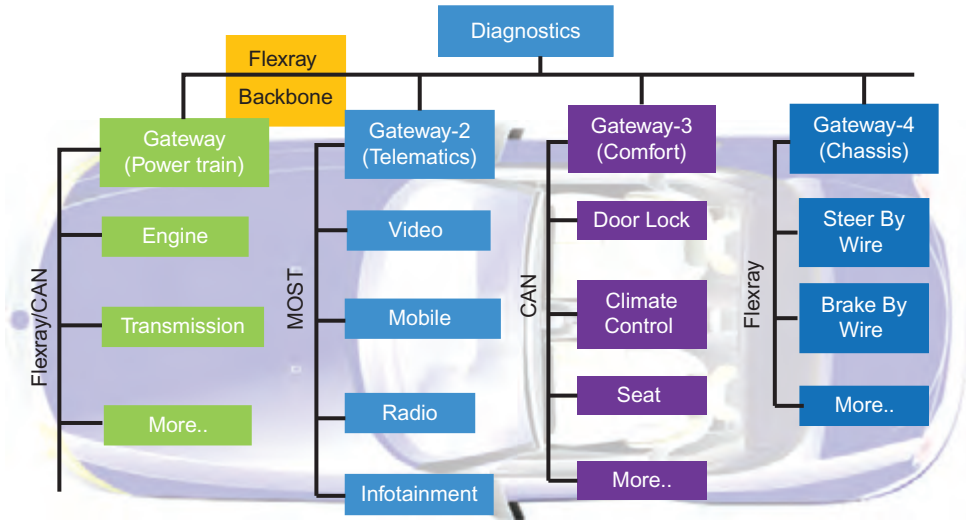 Diagnostics
Flexray
Backbone
Gateway
(Power train)
Gateway-2
(Telematics)
Gateway-3
(Comfort)
Gateway-4
(Chassis)
Flexray/CAN
Engine
Transmission
More..
MOST
Video
Mobile
Radio
Infotainment
CAN
Door Lock
Climate
Control
Seat
More..
Flexray
Steer By
Wire
Brake By
Wire
More..